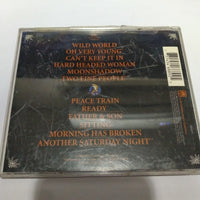 WILD WORLD
OH VERY YOUNG
CAN'T KEEP IT IN
HARD HEADED WOMAN
MOONSHADOW
TWO FINE PEOPLE
PEACE TRAIN
READY
FATHER & SON
SITTING
MORNING HAS BROKEN
ANOTHER SATURDAY NIGHT